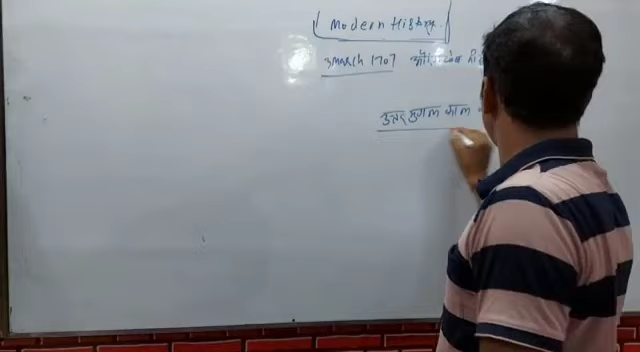 Modern History.
3 March 1707 औरंगजेब की
उत्तर मुगल काल